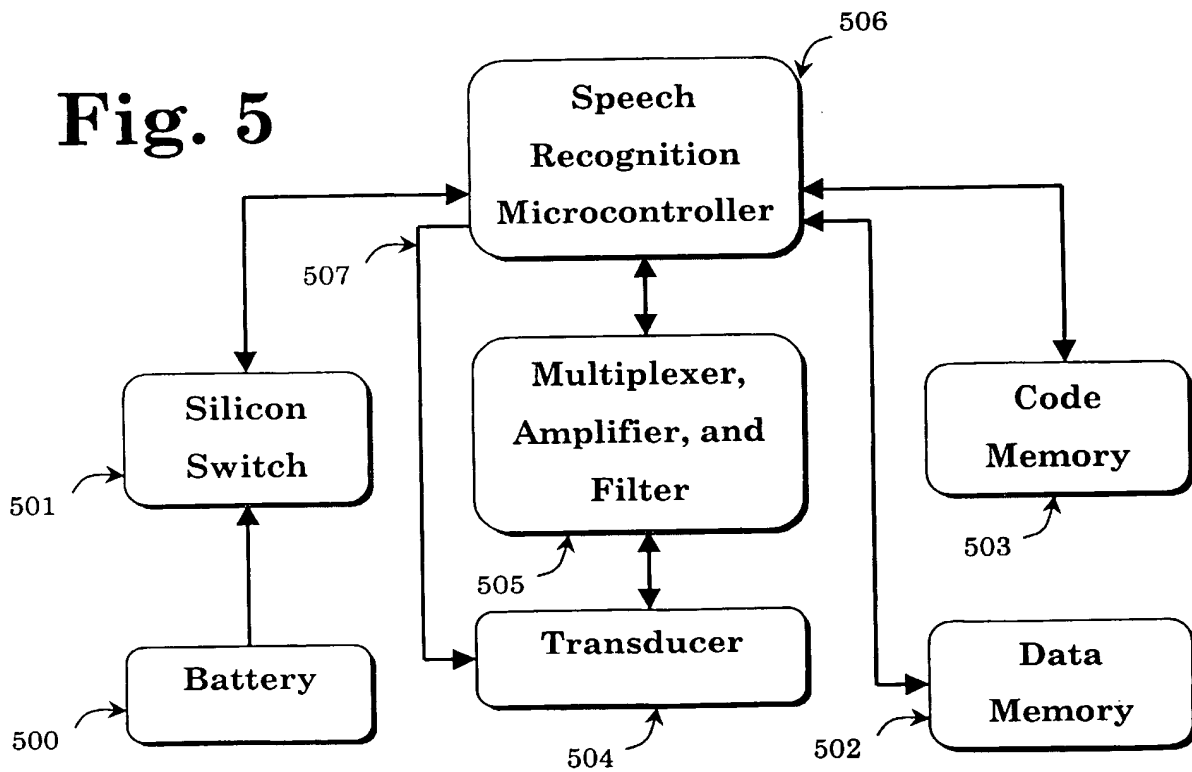 Fig. 5
506
Speech
Recognition
Microcontroller
507
Silicon
Switch
501
Multiplexer,
Amplifier, and
Filter
505
Code
Memory
503
Battery
500
Transducer
504
Data
Memory
502